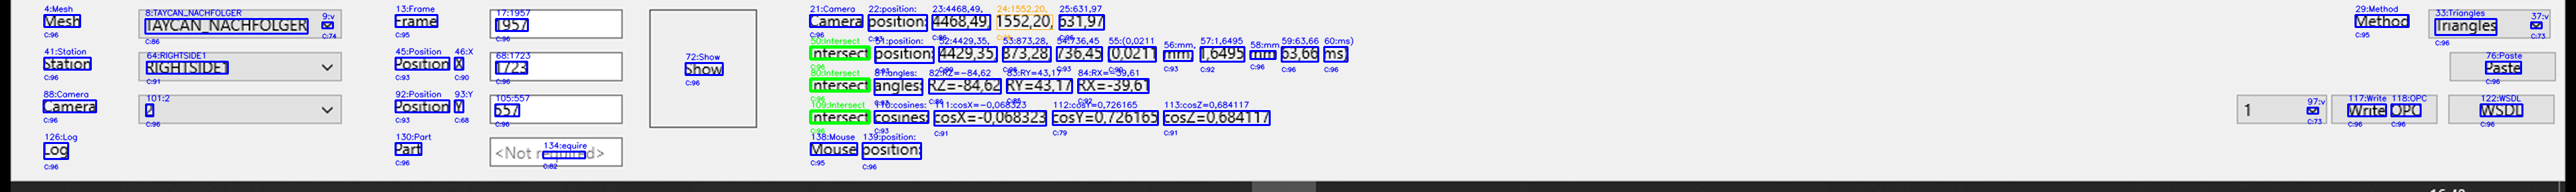 4:Mesh 8:TAYCAN_NACHFOLGER 9:v 13:Frame 17:1957 21:Camera 22:position: 23:4468,49, 24:1552,20, 25:631,97 29:Method 33:Triangles 37:v
Mesh TAYCAN_NACHFOLGER Frame 1957 Camera position: 4468,49, 1552,20, 631,97 Method Triangles
C:96 C:86 C:74 C:95 C:96 C:96 C:95 C:96 C:73
41:Station 64:RIGHTSIDE1 45:Position 46:X 68:1723 72:Show 50:Intersect 51:position: 52:4429,35, 53:873,28, 54:736,45 55:(0,0211 56:mm, 57:1,6495 58:mm 59:63,66 60:ms) 76:Paste
Station RIGHTSIDE1 Position X 1723 Show Intersect position: 4429,35, 873,28, 736,45 (0,0211 mm, 1,6495 mm 63,66 ms) Paste
C:96 C:91 C:93 C:90 C:96 C:96 C:96 C:93 C:93 C:92 C:96 C:96 C:96 C:96
80:Intersect 81:angles: 82:RZ=-84,62 83:RY=43,17 84:RX=-39,61
Intersect angles: RZ=-84,62 RY=43,17 RX=-39,61
88:Camera 101:2 92:Position 93:Y 105:557 109:Intersect 110:cosines: 111:cosX=-0,068323 112:cosY=0,726165 113:cosZ=0,684117 97:v 117:Write 118:OPC 122:WSDL
Camera 2 Position Y 557 Intersect cosines: cosX=-0,068323 cosY=0,726165 cosZ=0,684117 1 Write OPC WSDL
C:96 C:96 C:93 C:68 C:96 C:96 C:93 C:91 C:79 C:91 C:73 C:96 C:96 C:96
126:Log 130:Part 134:equire 138:Mouse 139:position:
Log Part <Not required> Mouse position:
C:96 C:96 C:82 C:95 C:96